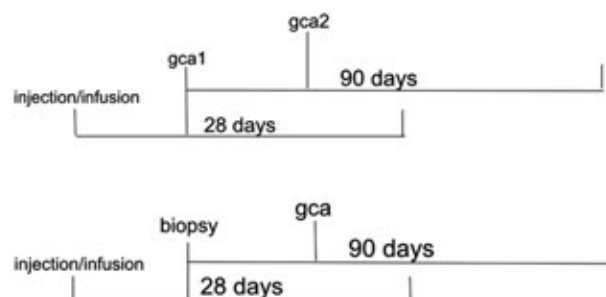 gca2
gca1
90 days
injection/infusion
28 days
gca
biopsy
90 days
injection/infusion
28 days